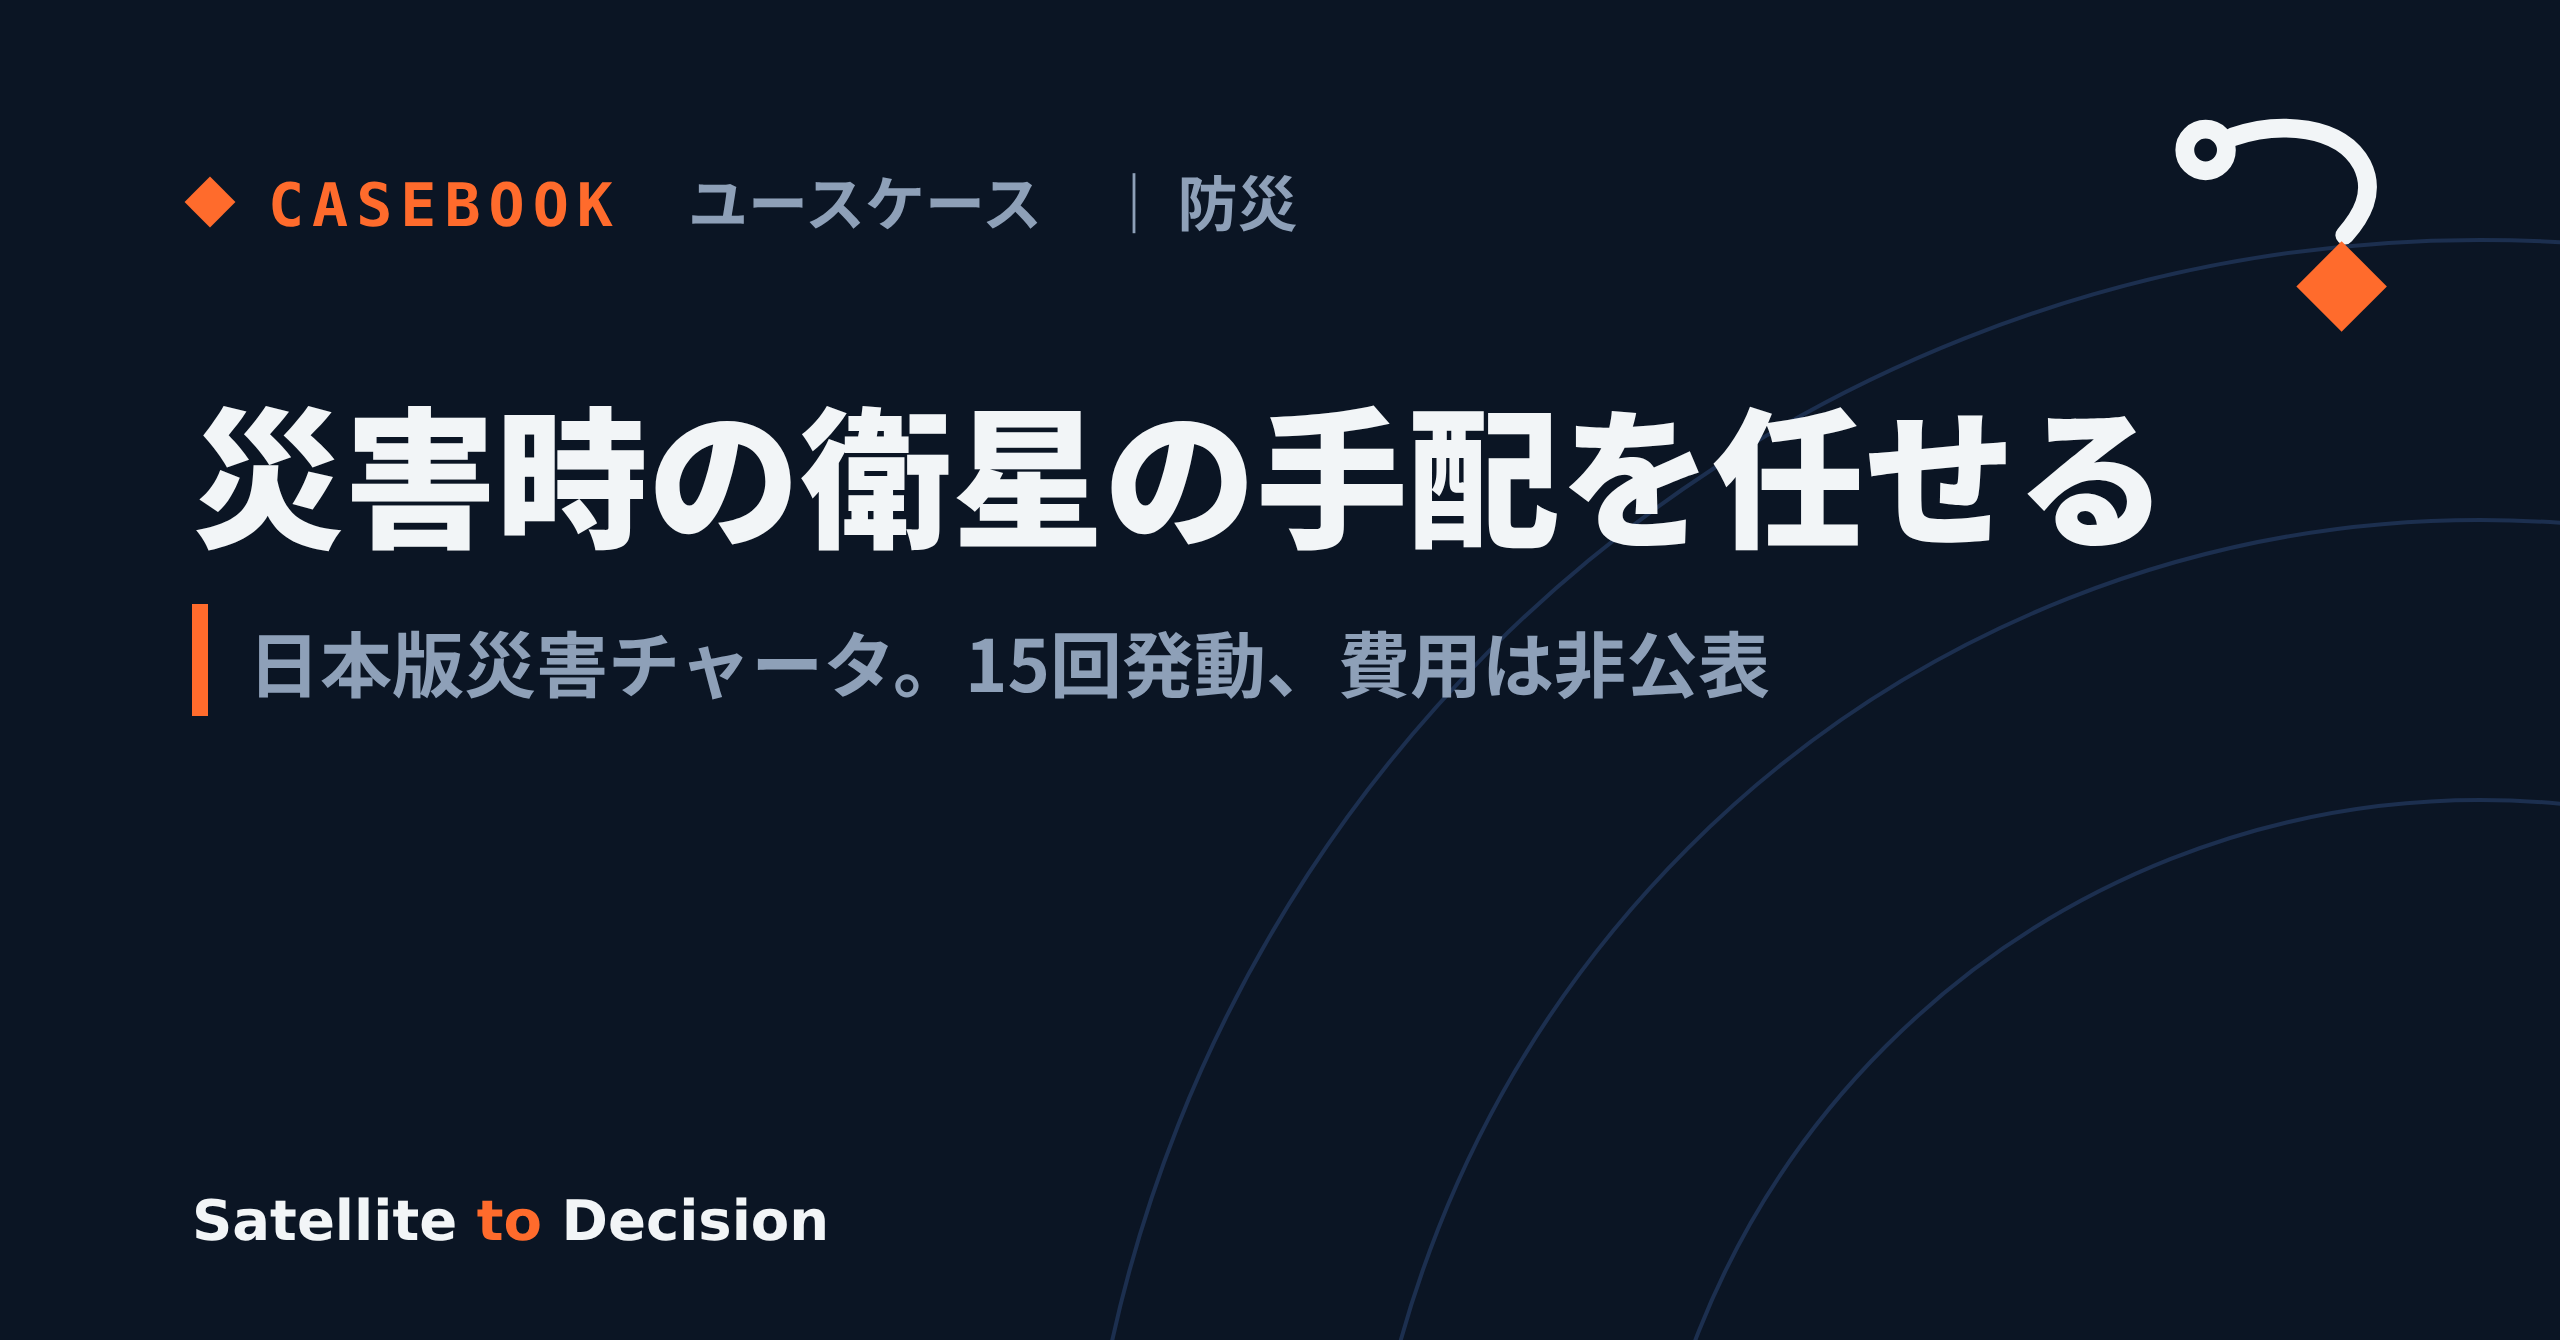 CASEBOOK ユースケース | 防災
災害時の衛星の手配を任せる
日本版災害チャータ。15回発動、費用は非公表
Satellite to Decision